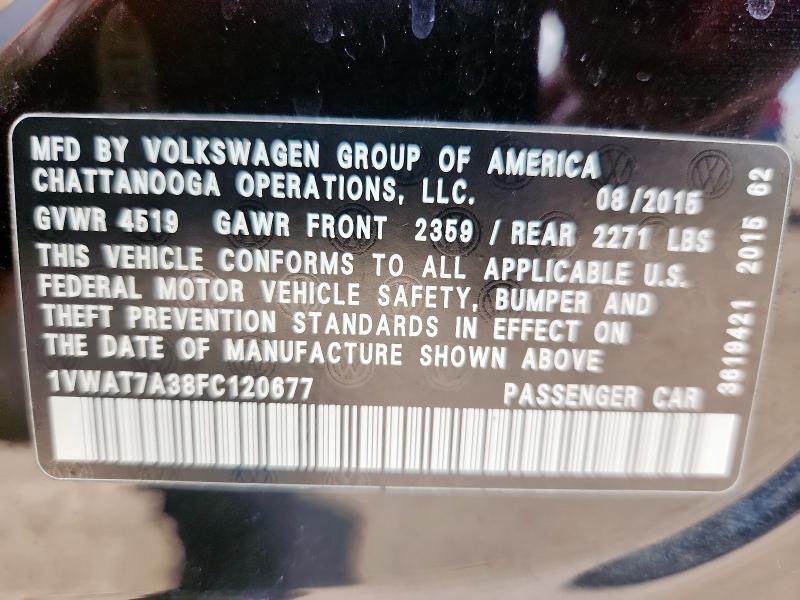 MFD BY VOLKSWAGEN GROUP OF AMERICA
CHATTANOOGA OPERATIONS, LLC. 08/2015
GVWR 4519 GAWR FRONT 2359 / REAR 2271 LBS
THIS VEHICLE CONFORMS TO ALL APPLICABLE U.S.
FEDERAL MOTOR VEHICLE SAFETY, BUMPER AND
THEFT PREVENTION STANDARDS IN EFFECT ON
THE DATE OF MANUFACTURE SHOWN ABOVE
1VWAT7A38FC120677 PASSENGER CAR
3619421 2015 62